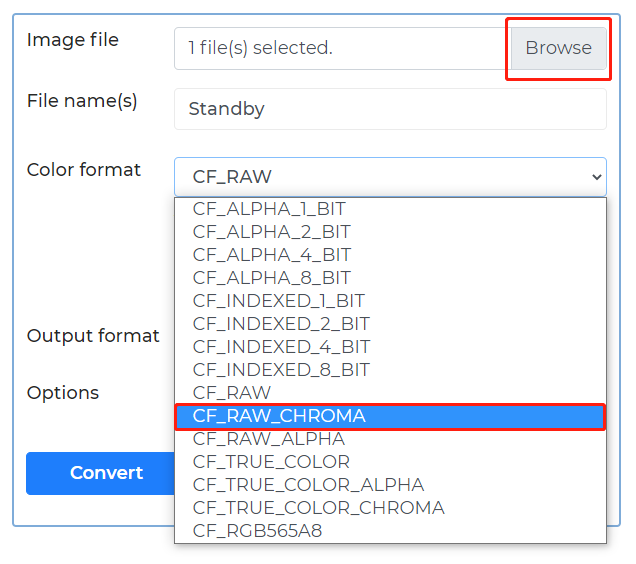 Image file
1 file(s) selected.
Browse
File name(s)
Standby
Color format
CF_RAW
CF_ALPHA_1_BIT
CF_ALPHA_2_BIT
CF_ALPHA_4_BIT
CF_ALPHA_8_BIT
CF_INDEXED_1_BIT
CF_INDEXED_2_BIT
CF_INDEXED_4_BIT
CF_INDEXED_8_BIT
CF_RAW
CF_RAW_CHROMA
CF_RAW_ALPHA
CF_TRUE_COLOR
CF_TRUE_COLOR_ALPHA
CF_TRUE_COLOR_CHROMA
CF_RGB565A8
Output format
Options
Convert